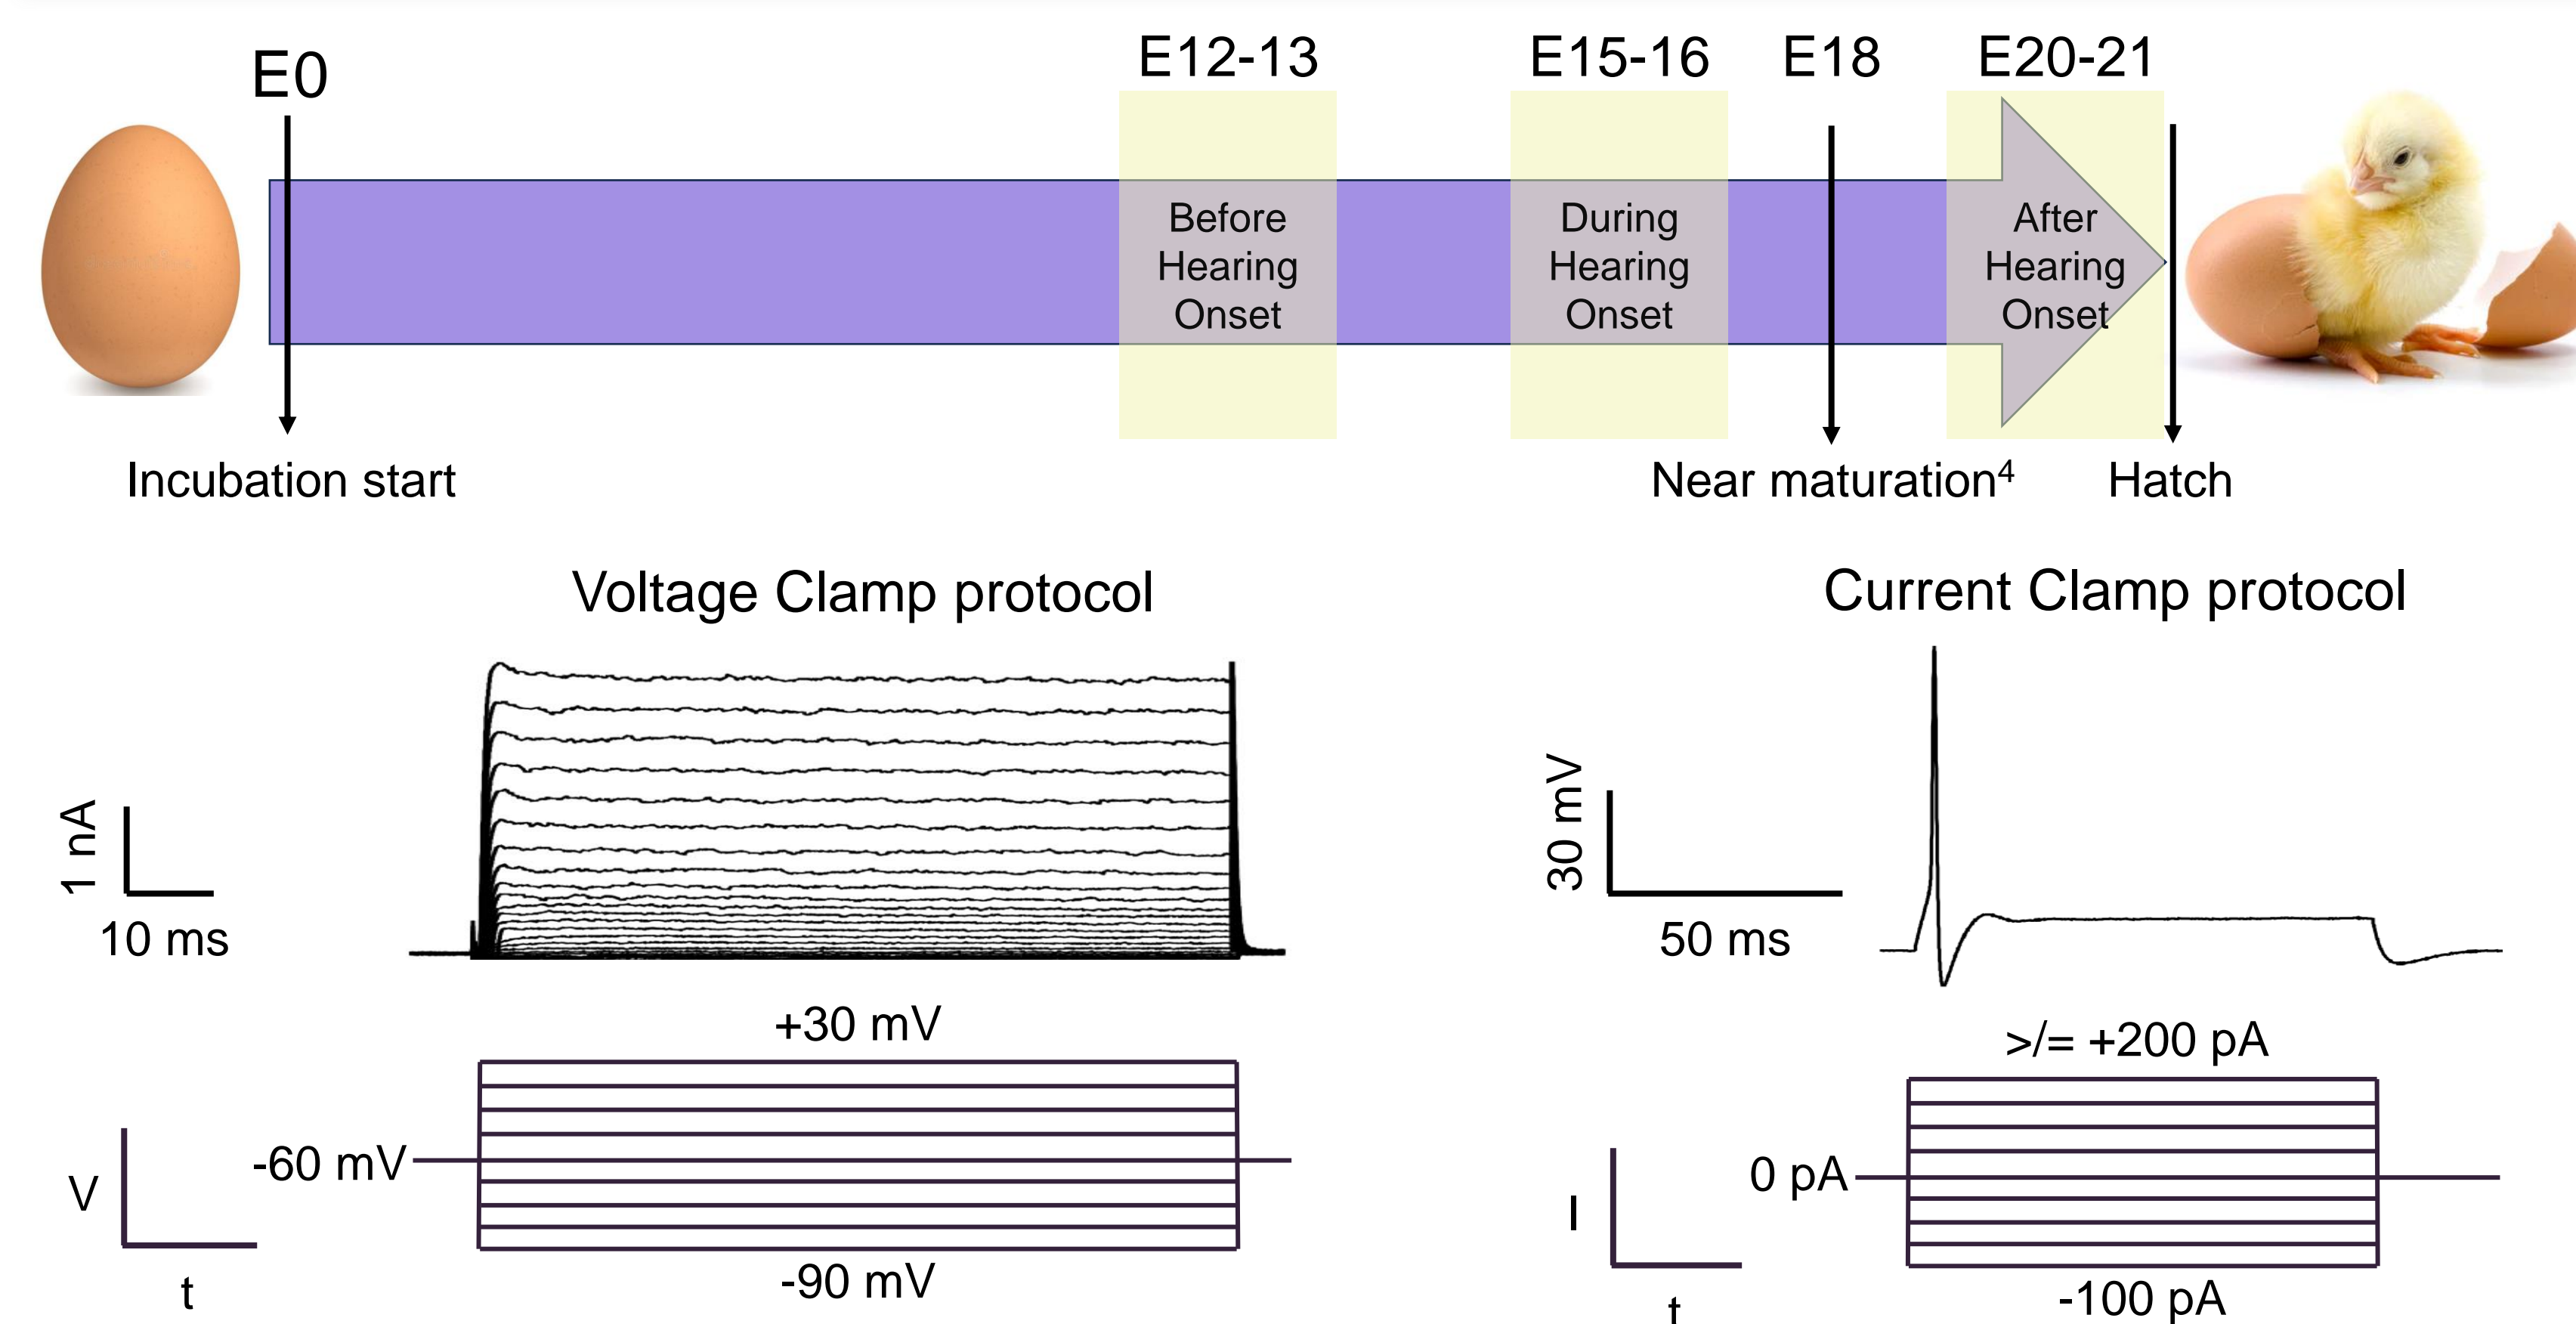 E0
E12-13
E15-16
E18
E20-21
Before
Hearing
Onset
During
Hearing
Onset
After
Hearing
Onset
Incubation start
Near maturation⁴
Hatch
Voltage Clamp protocol
1 nA
10 ms
+30 mV
-60 mV
-90 mV
V
t
Current Clamp protocol
30 mV
50 ms
>/= +200 pA
0 pA
-100 pA
I
t